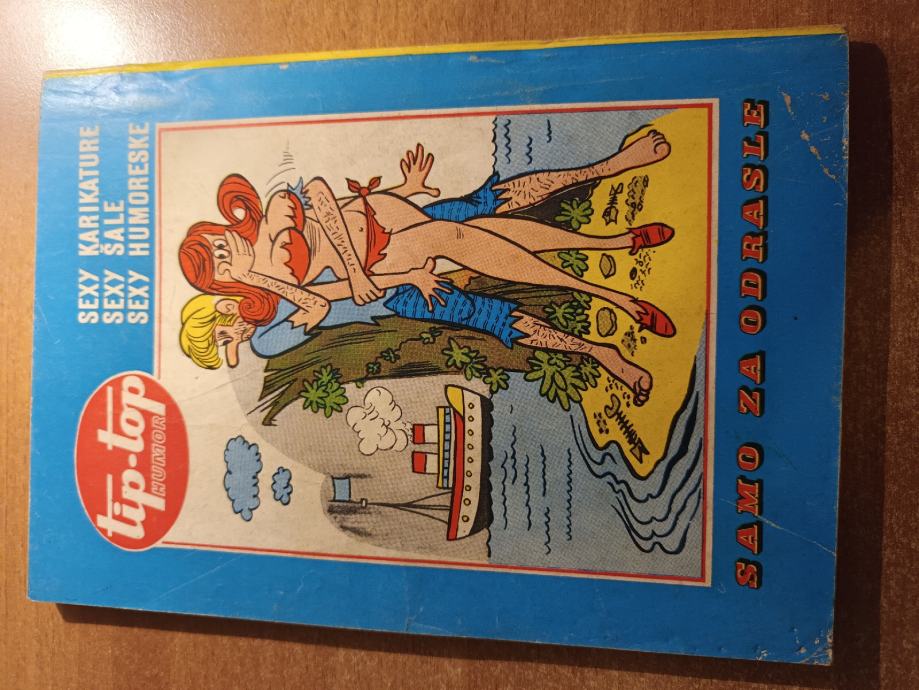 tip-top
HUMOR
SEXY KARIKATURE
SEXY ŠALE
SEXY HUMORESKE
SAMO ZA ODRASLE